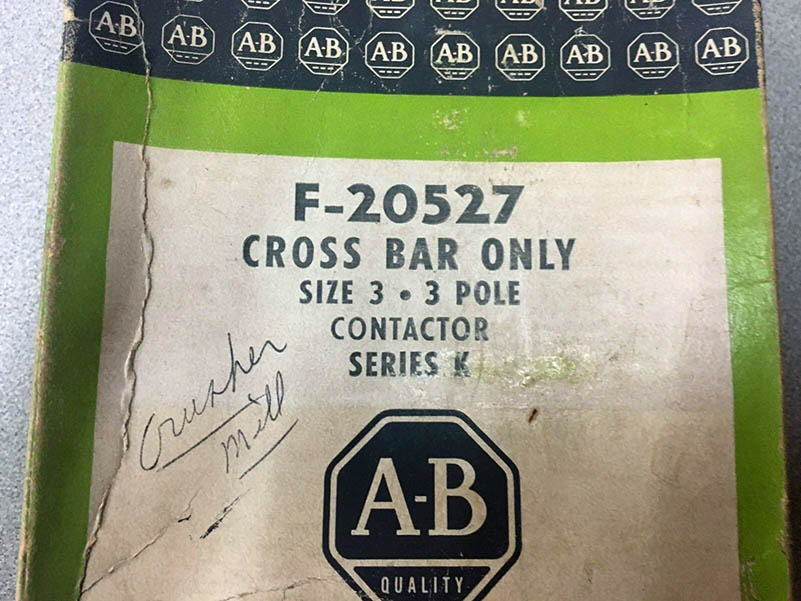 A-B A-B A-B A-B A-B A-B A-B A-B A-B A-B
F-20527
CROSS BAR ONLY
SIZE 3 • 3 POLE
CONTACTOR
SERIES K
Crusher
Mill
A-B
QUALITY